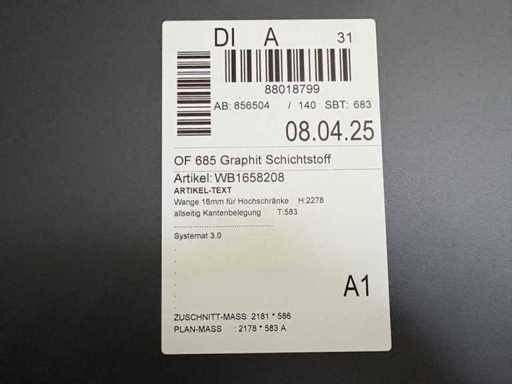 DI A 31
88018799
AB: 856504 / 140 SBT: 683
08.04.25
OF 685 Graphit Schichtstoff
Artikel: WB1658208
ARTIKEL-TEXT
Wange 16mm für Hochschränke H:2278
allseitig Kantenbelegung T:583
Systemat 3.0
A1
ZUSCHNITT-MASS: 2181 * 586
PLAN-MASS : 2178 * 583 A